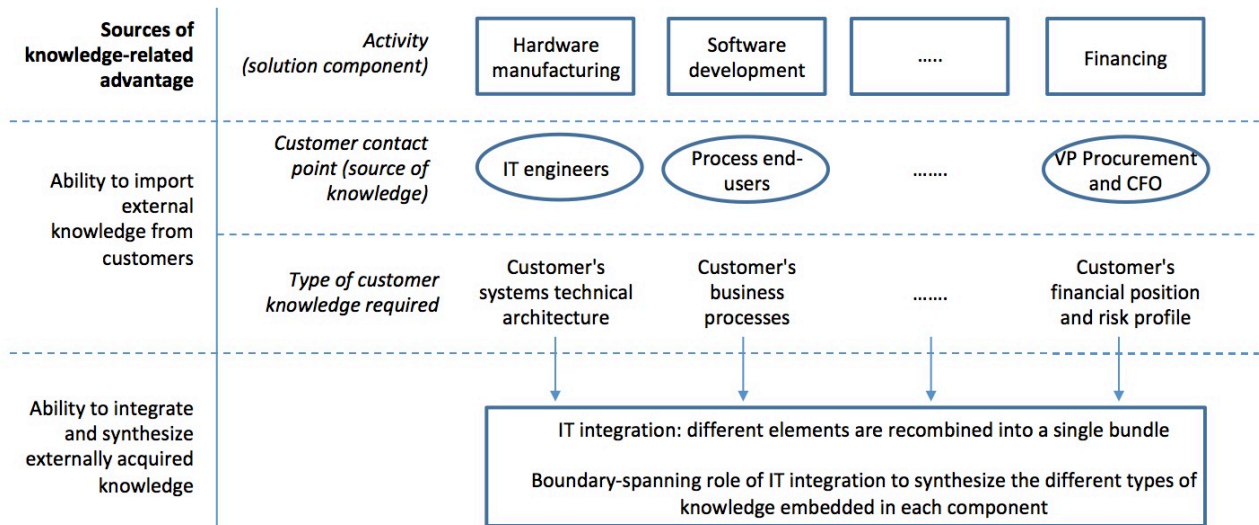 Sources of
knowledge-related
advantage
Activity
(solution component)
Hardware
manufacturing
Software
development
.....
Financing
Ability to import
external
knowledge from
customers
Customer contact
point (source of
knowledge)
IT engineers
Process end-
users
.......
VP Procurement
and CFO
Type of customer
knowledge required
Customer's
systems technical
architecture
Customer's
business
processes
.......
Customer's
financial position
and risk profile
Ability to integrate
and synthesize
externally acquired
knowledge
IT integration: different elements are recombined into a single bundle
Boundary-spanning role of IT integration to synthesize the different types of
knowledge embedded in each component